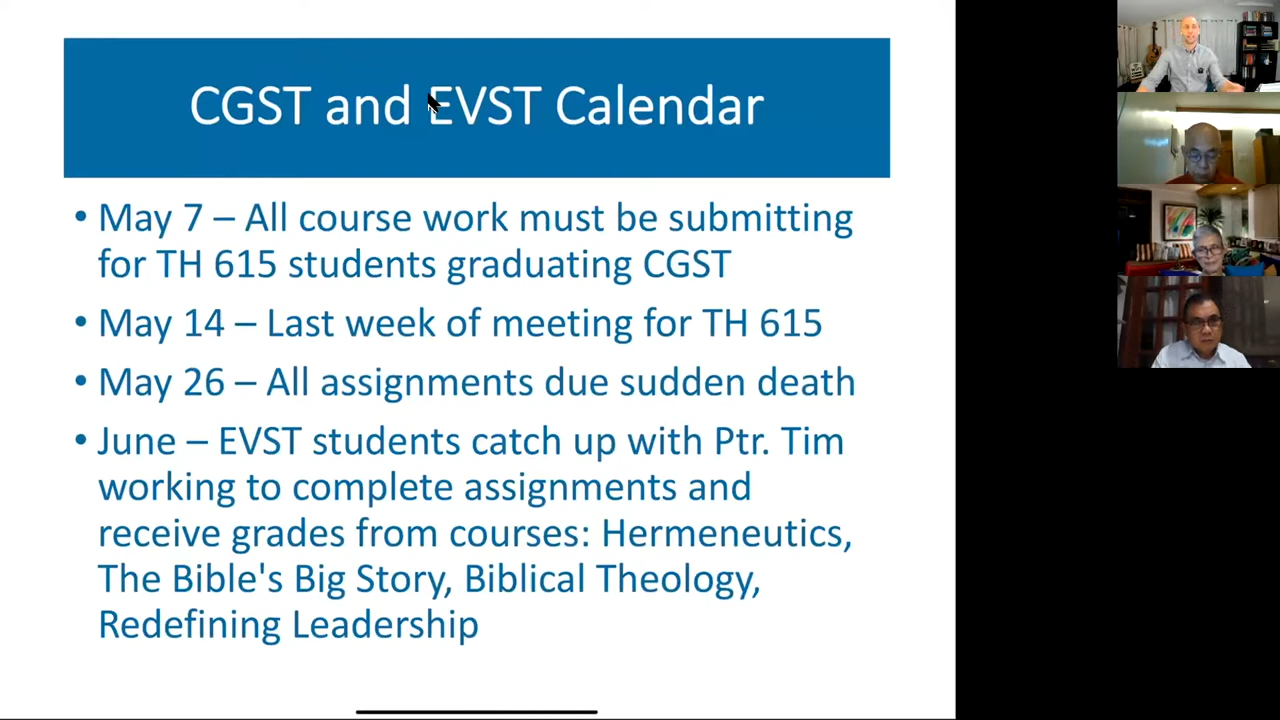 CGST and EVST Calendar
• May 7 – All course work must be submitting
for TH 615 students graduating CGST
• May 14 – Last week of meeting for TH 615
• May 26 – All assignments due sudden death
• June – EVST students catch up with Ptr. Tim
working to complete assignments and
receive grades from courses: Hermeneutics,
The Bible's Big Story, Biblical Theology,
Redefining Leadership